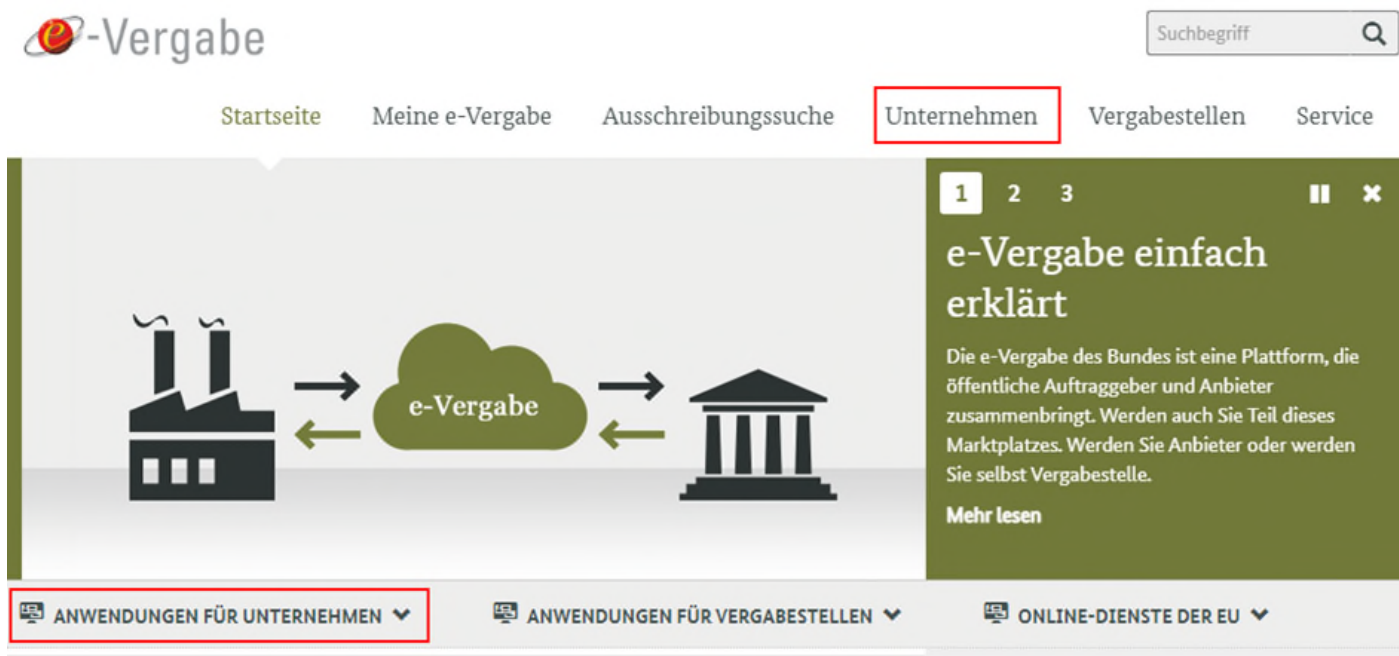 e-Vergabe
Suchbegriff
Startseite Meine e-Vergabe Ausschreibungssuche Unternehmen Vergabestellen Service
1 2 3
e-Vergabe einfach
erklärt
Die e-Vergabe des Bundes ist eine Plattform, die
öffentliche Auftraggeber und Anbieter
zusammenbringt. Werden auch Sie Teil dieses
Marktplatzes. Werden Sie Anbieter oder werden
Sie selbst Vergabestelle.
Mehr lesen
e-Vergabe
ANWENDUNGEN FÜR UNTERNEHMEN ANWENDUNGEN FÜR VERGABESTELLEN ONLINE-DIENSTE DER EU